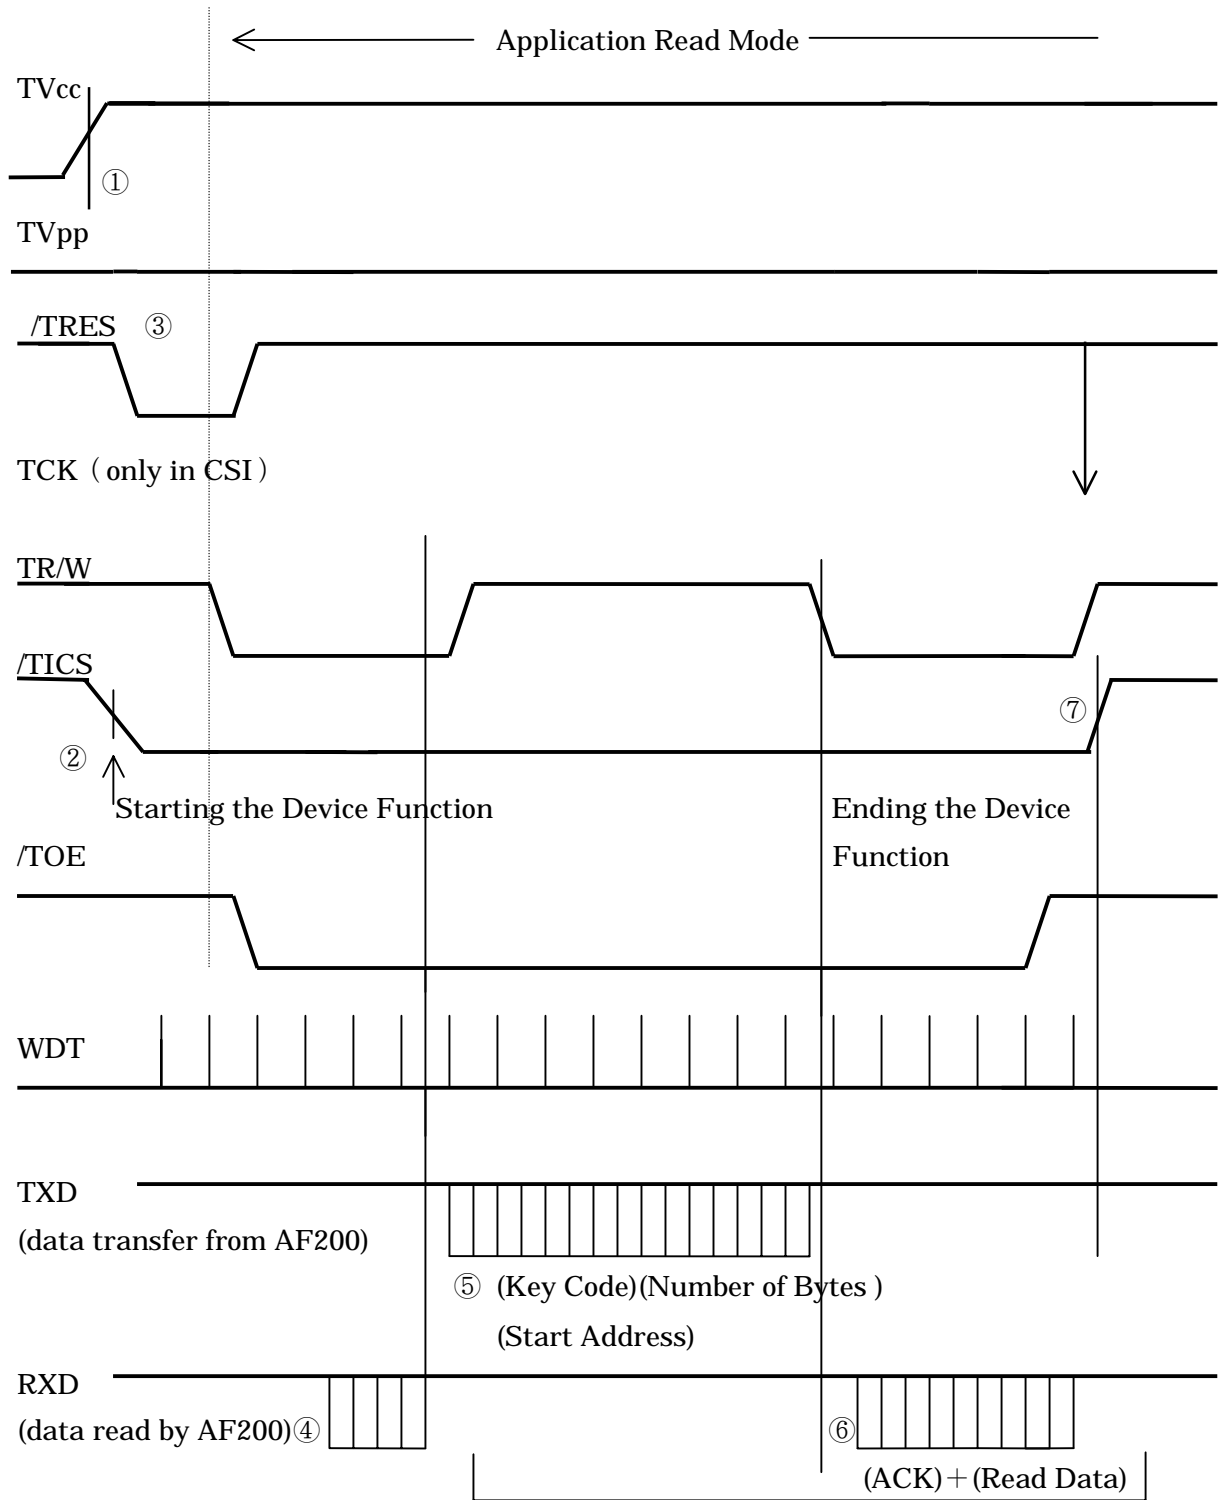 Application Read Mode
TVcc
①
TVpp
/TRES ③
TCK（only in CSI）
TR/W
/TICS
⑦
②
Starting the Device Function
Ending the Device
Function
/TOE
WDT
TXD
(data transfer from AF200)
⑤ (Key Code)(Number of Bytes )
(Start Address)
RXD
(data read by AF200)④
⑥
(ACK)＋(Read Data)